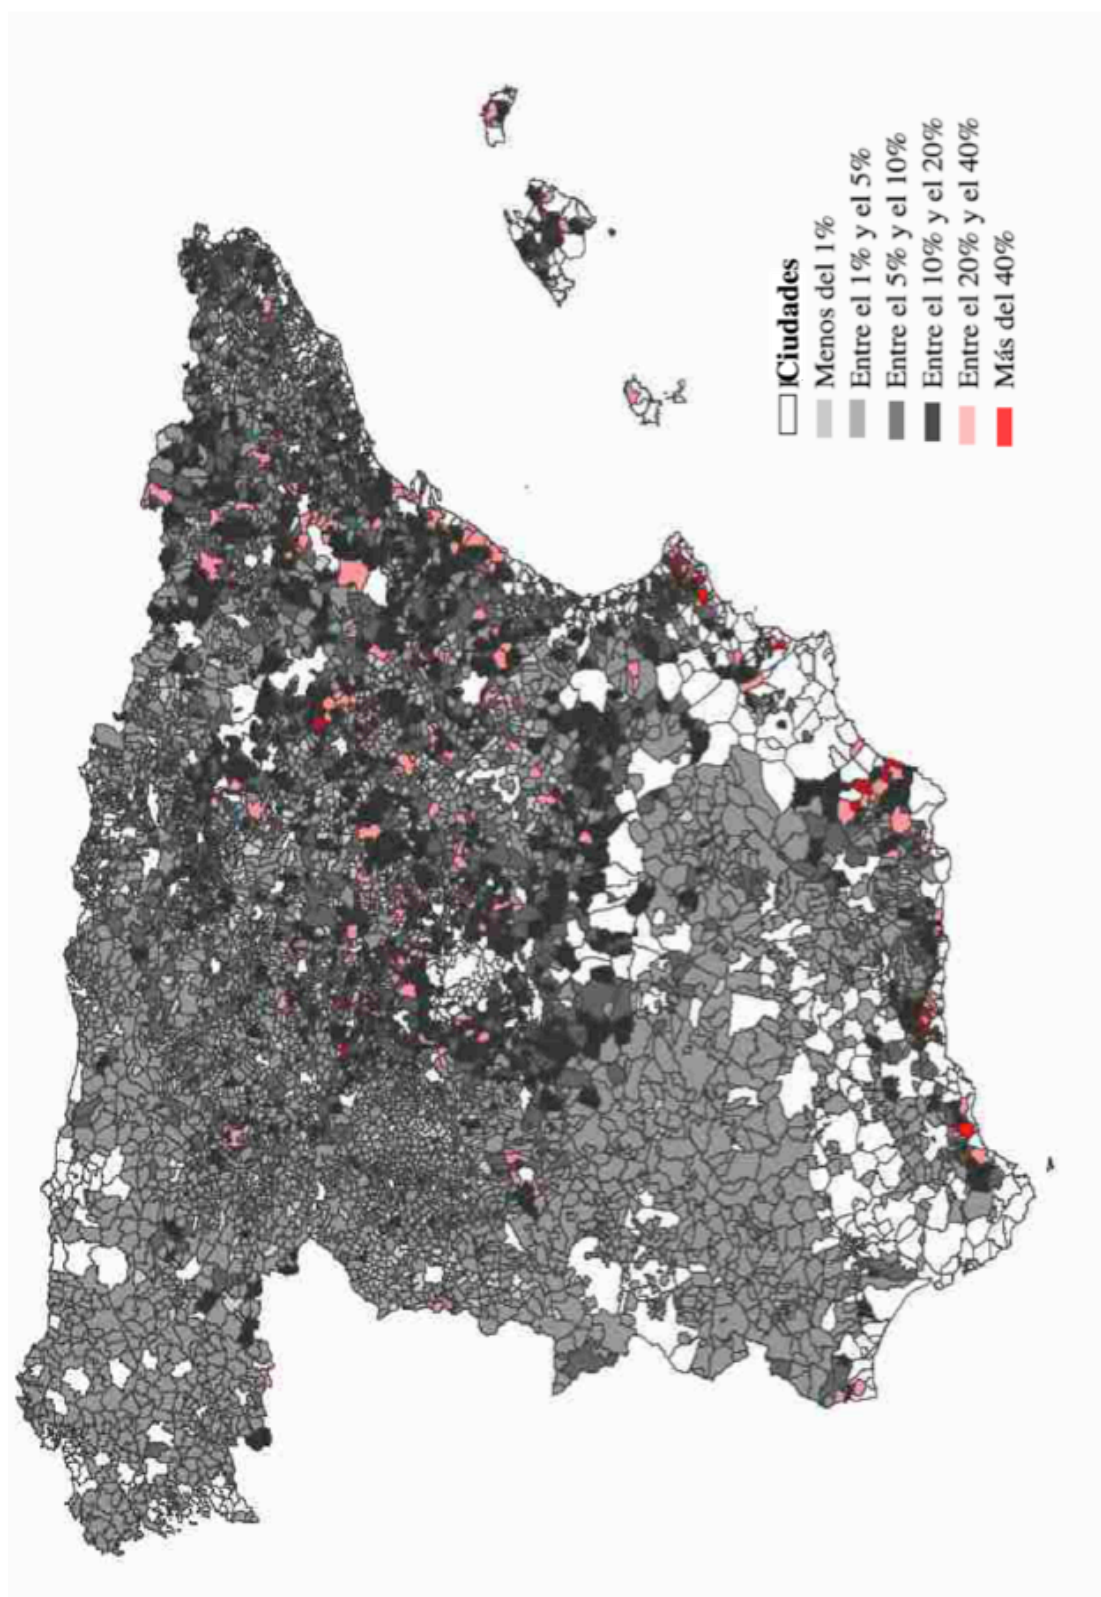 Ciudades
Menos del 1%
Entre el 1% y el 5%
Entre el 5% y el 10%
Entre el 10% y el 20%
Entre el 20% y el 40%
Más del 40%